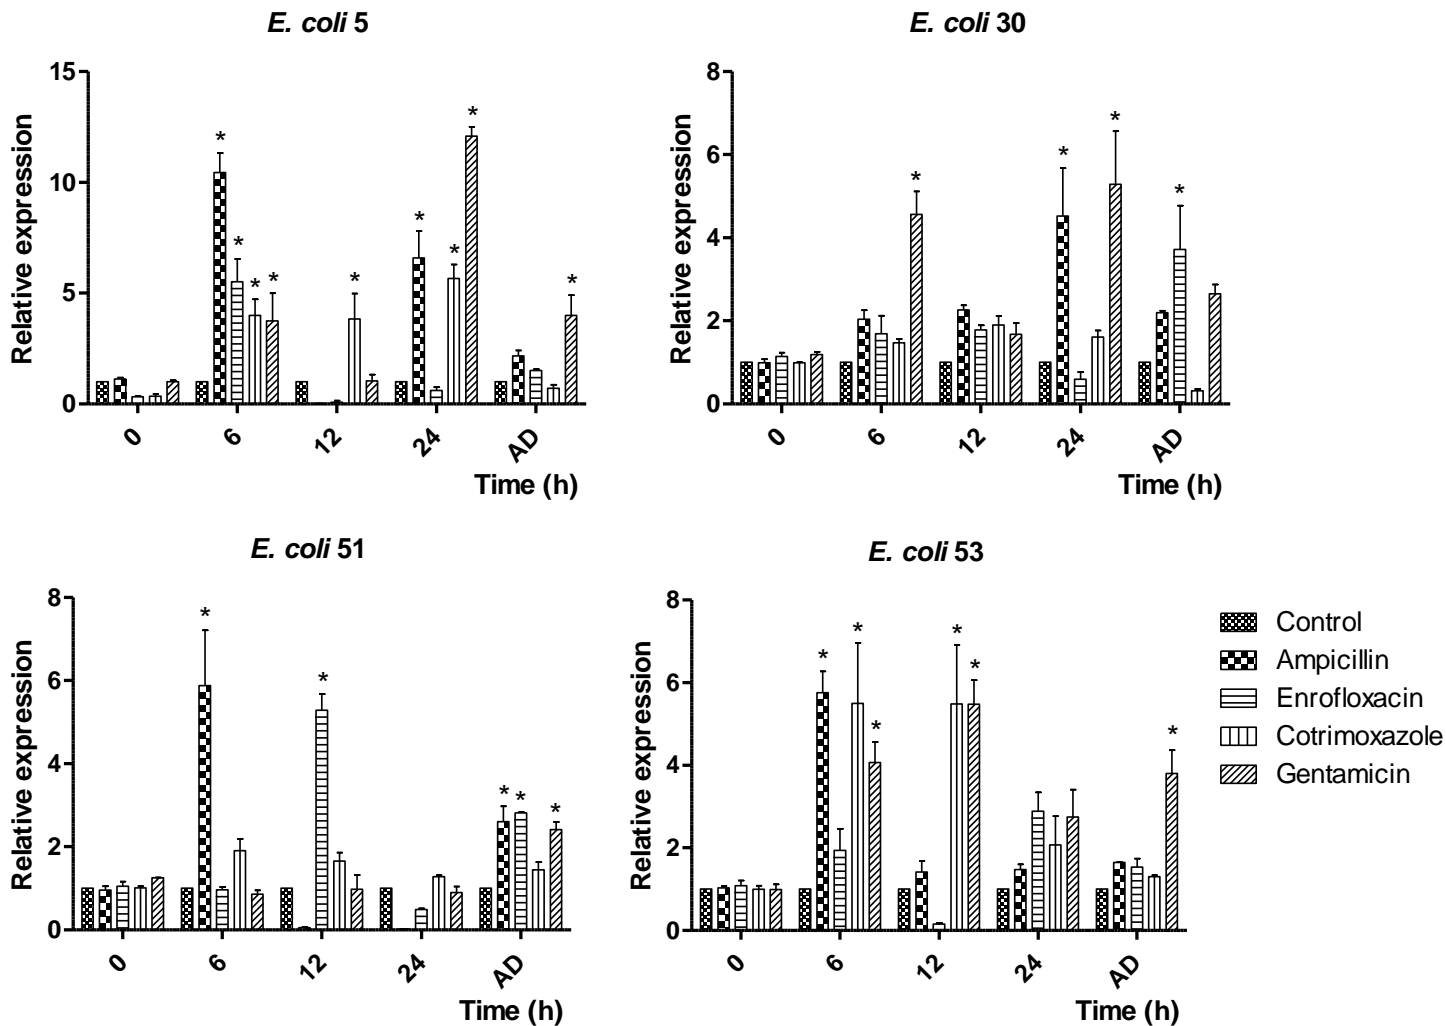 E. coli 5
Relative expression
15
10
5
0
* * * * * * * * *
0 6 12 24 AD
Time (h)
E. coli 30
Relative expression
8
6
4
2
0
* * * *
0 6 12 24 AD
Time (h)
E. coli 51
Relative expression
8
6
4
2
0
* * * * *
0 6 12 24 AD
Time (h)
E. coli 53
Relative expression
8
6
4
2
0
* * * * * *
0 6 12 24 AD
Time (h)
Control
Ampicillin
Enrofloxacin
Cotrimoxazole
Gentamicin